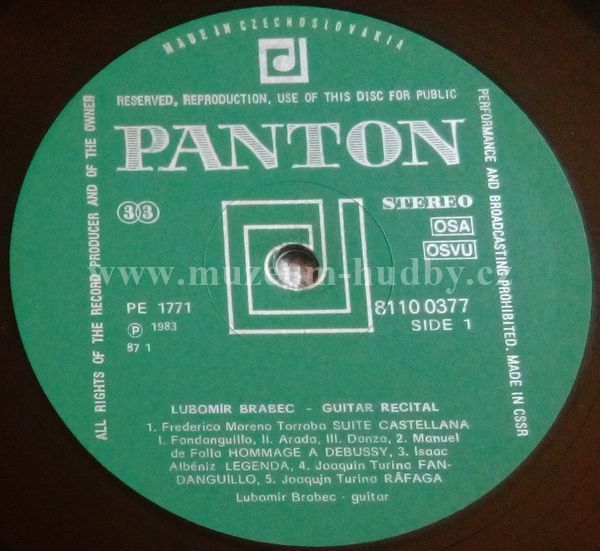 MADE IN CZECHOSLOVAKIA
RESERVED, REPRODUCTION, USE OF THIS DISC FOR PUBLIC
PERFORMANCE AND BROADCASTING PROHIBITED. MADE IN CSSR
ALL RIGHTS OF THE RECORD PRODUCER AND OF THE OWNER
PANTON
33
STEREO
OSA
OSVU
www.muzeum-hudby.cz
PE 1771
℗ 1983
87 1
8110 0377
SIDE 1
LUBOMÍR BRABEC - GUITAR RECITAL
1. Frederico Moreno Torroba SUITE CASTELLANA
I. Fandanguillo, II. Arada, III. Danza, 2. Manuel
de Falla HOMMAGE A DEBUSSY, 3. Isaac
Albéniz LEGENDA, 4. Joaquin Turina FAN-
DANGUILLO, 5. Joaquin Turina RÁFAGA
Lubomír Brabec - guitar